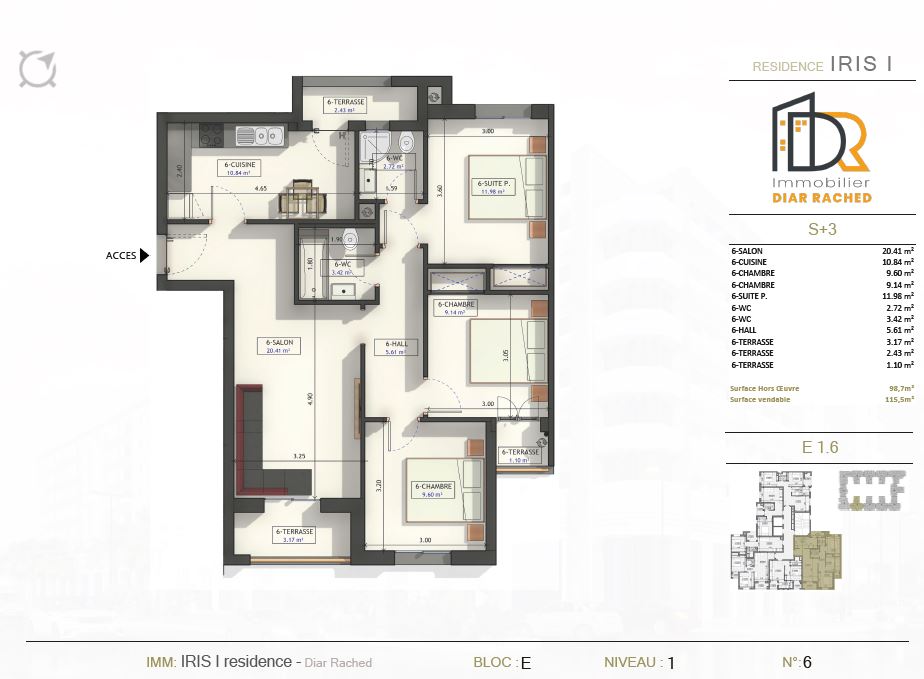 RESIDENCE IRIS I
Immobilier
DIAR RACHED
S+3
6-SALON 20.41 m²
6-CUISINE 10.84 m²
6-CHAMBRE 9.60 m²
6-CHAMBRE 9.14 m²
6-SUITE P. 11.98 m²
6-WC 2.72 m²
6-WC 3.42 m²
6-HALL 5.61 m²
6-TERRASSE 3.17 m²
6-TERRASSE 2.43 m²
6-TERRASSE 1.10 m²
Surface Hors Œuvre 98,7m²
Surface vendable 115,5m²
E 1.6
6-TERRASSE
2.43 m²
6-CUISINE
10.84 m²
2.40
4.65
6-WC
2.72 m²
3.00
3.60
6-SUITE P.
11.98 m²
ACCES
1.90
1.80
6-WC
3.42 m²
6-CHAMBRE
9.14 m²
3.05
3.00
6-SALON
20.41 m²
4.90
3.25
6-HALL
5.61 m²
6-TERRASSE
1.10 m²
3.20
6-CHAMBRE
9.60 m²
3.00
6-TERRASSE
3.17 m²
IMM: IRIS I residence - Diar Rached BLOC : E NIVEAU : 1 N°: 6